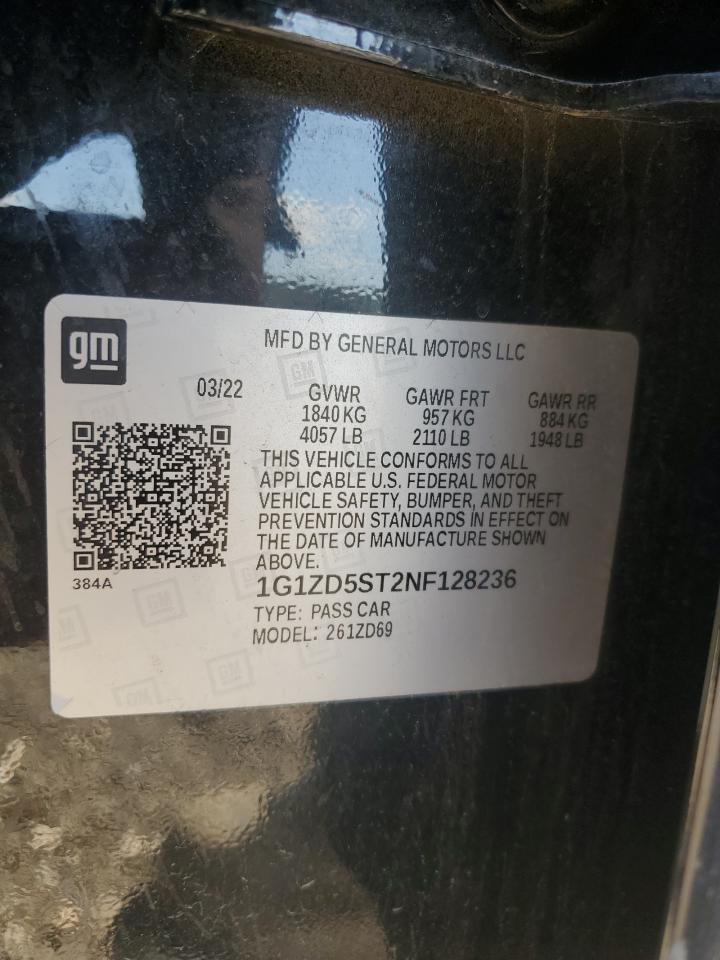 gm
MFD BY GENERAL MOTORS LLC
03/22 GVWR GAWR FRT GAWR RR
1840 KG 957 KG 884 KG
4057 LB 2110 LB 1948 LB
THIS VEHICLE CONFORMS TO ALL
APPLICABLE U.S. FEDERAL MOTOR
VEHICLE SAFETY, BUMPER, AND THEFT
PREVENTION STANDARDS IN EFFECT ON
THE DATE OF MANUFACTURE SHOWN
ABOVE.
384A
1G1ZD5ST2NF128236
TYPE: PASS CAR
MODEL: 261ZD69